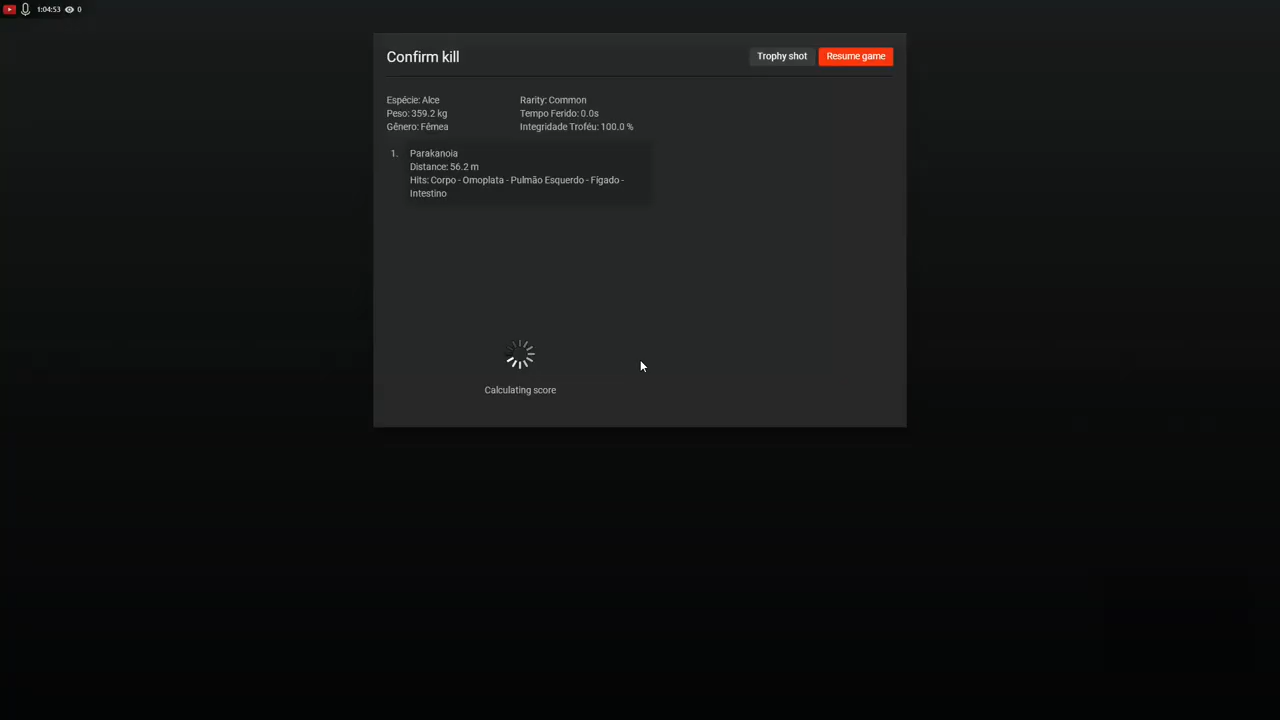 1:04:53 0
Confirm kill
Trophy shot
Resume game
Espécie: Alce
Rarity: Common
Peso: 359.2 kg
Tempo Ferido: 0.0s
Gênero: Fêmea
Integridade Troféu: 100.0 %
1. Parakanoia
Distance: 56.2 m
Hits: Corpo - Omoplata - Pulmão Esquerdo - Fígado -
Intestino
Calculating score